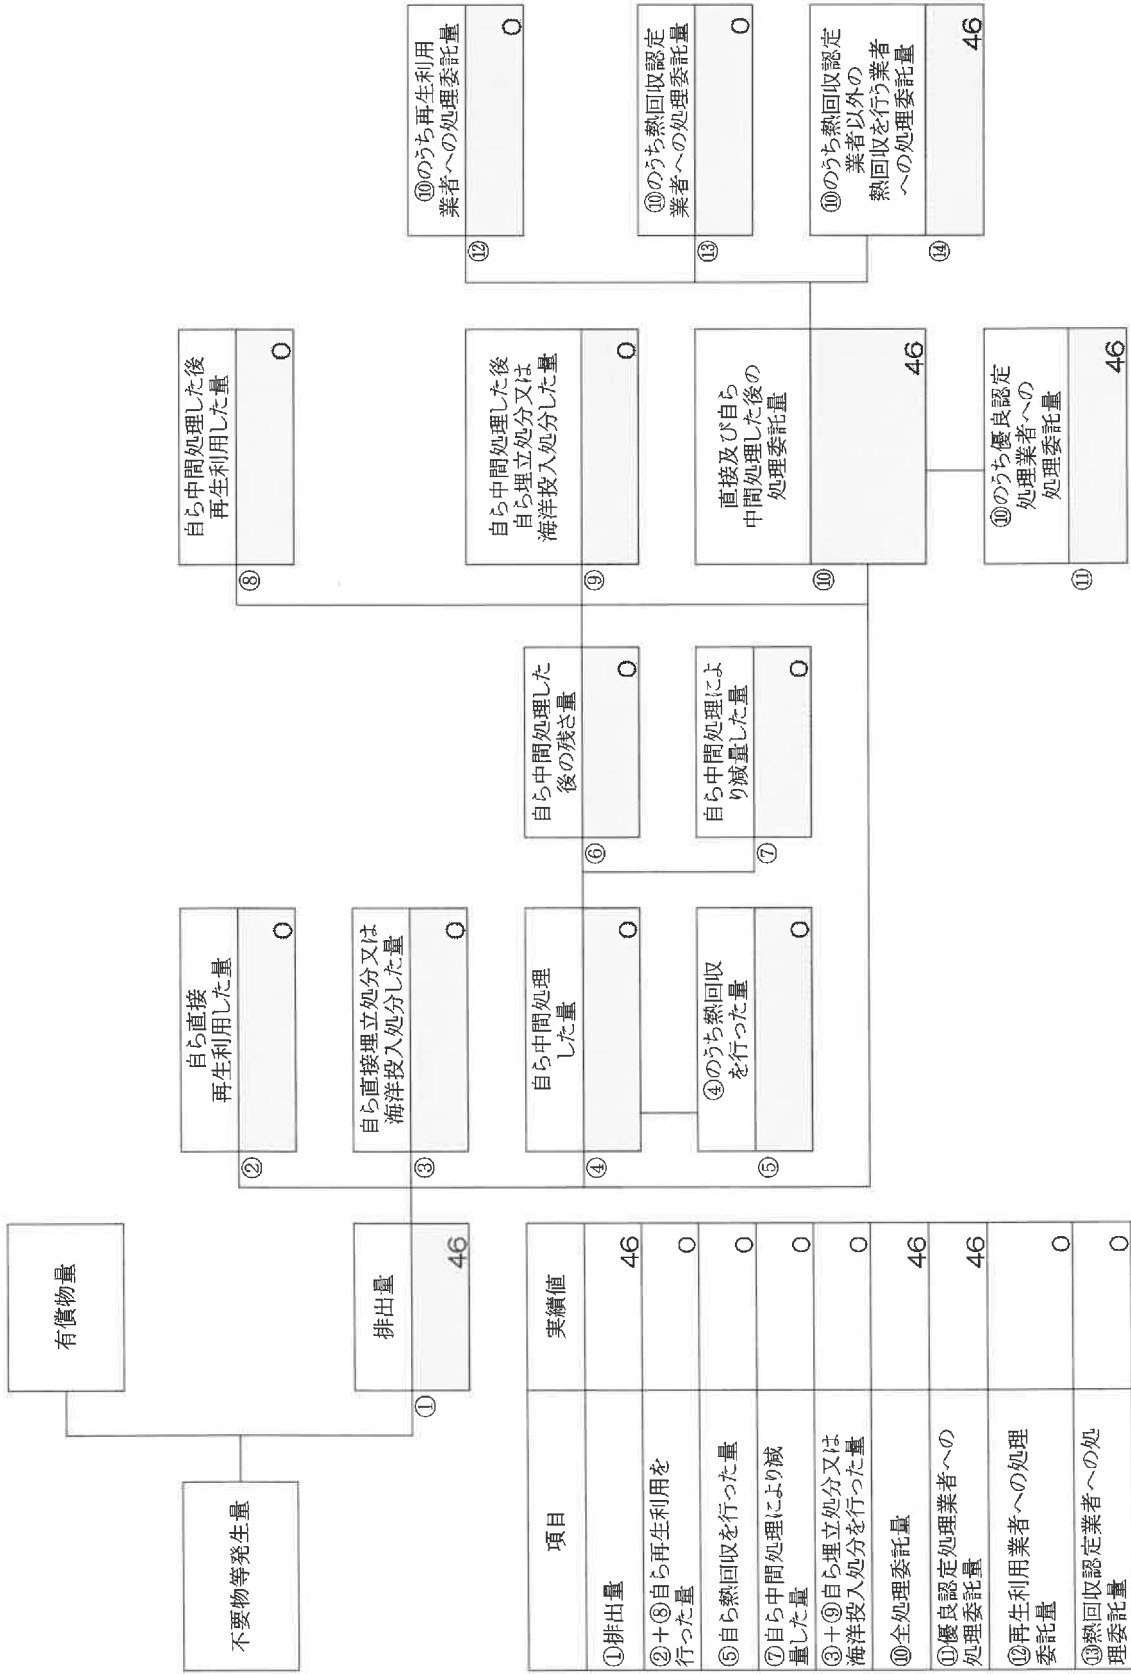 不要物等発生量
有償物量
①
排出量
46
②
自ら直接
再生利用した量
0
③
自ら直接埋立処分又は
海洋投入処分した量
0
④
自ら中間処理
した量
0
⑤
④のうち熱回収
を行った量
0
⑥
自ら中間処理した
後の残さ量
0
⑦
自ら中間処理によ
り減量した量
0
⑧
自ら中間処理した後
再生利用した量
0
⑨
自ら中間処理した後
自ら埋立処分又は
海洋投入処分した量
0
⑩
直接及び自ら
中間処理した後の
処理委託量
46
⑪
⑩のうち優良認定
処理業者への
処理委託量
46
⑫
⑩のうち再生利用
業者への処理委託量
0
⑬
⑩のうち熱回収認定
業者への処理委託量
0
⑭
⑩のうち熱回収認定
業者以外の
熱回収を行う業者
への処理委託量
46
項目 実績値
①排出量 46
②+⑧自ら再生利用を
行った量 0
⑤自ら熱回収を行った量 0
⑦自ら中間処理により減
量した量 0
③+⑨自ら埋立処分又は
海洋投入処分を行った量 0
⑩全処理委託量 46
⑪優良認定処理業者への
処理委託量 46
⑫再生利用業者への処理
委託量 0
⑬熱回収認定業者への処
理委託量 0